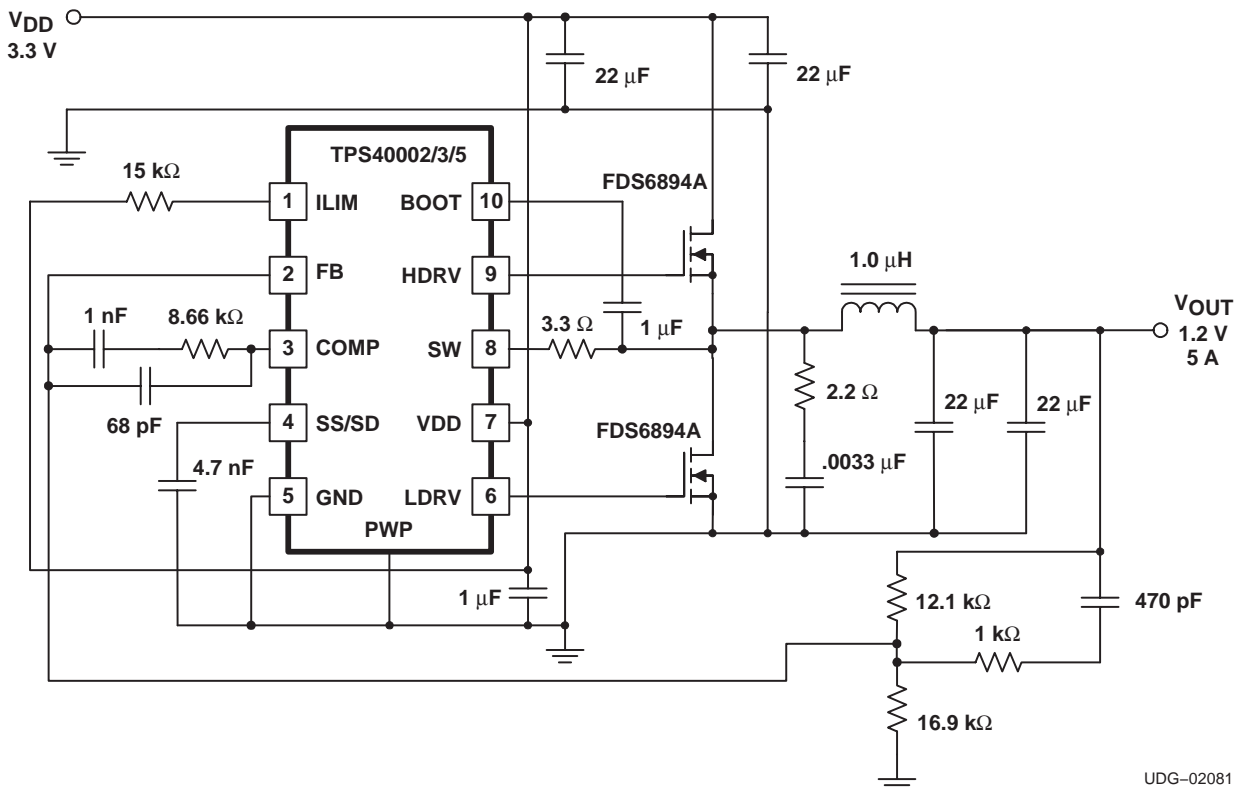 VDD
3.3 V
22 μF
22 μF
TPS40002/3/5
15 kΩ
FDS6894A
1 ILIM BOOT 10
1.0 μH
2 FB HDRV 9
1 nF 8.66 kΩ
3.3 Ω 1 μF
VOUT
1.2 V
5 A
3 COMP SW 8
2.2 Ω
68 pF
22 μF 22 μF
4 SS/SD VDD 7
FDS6894A
4.7 nF
.0033 μF
5 GND LDRV 6
PWP
1 μF
12.1 kΩ 470 pF
1 kΩ
16.9 kΩ
UDG–02081